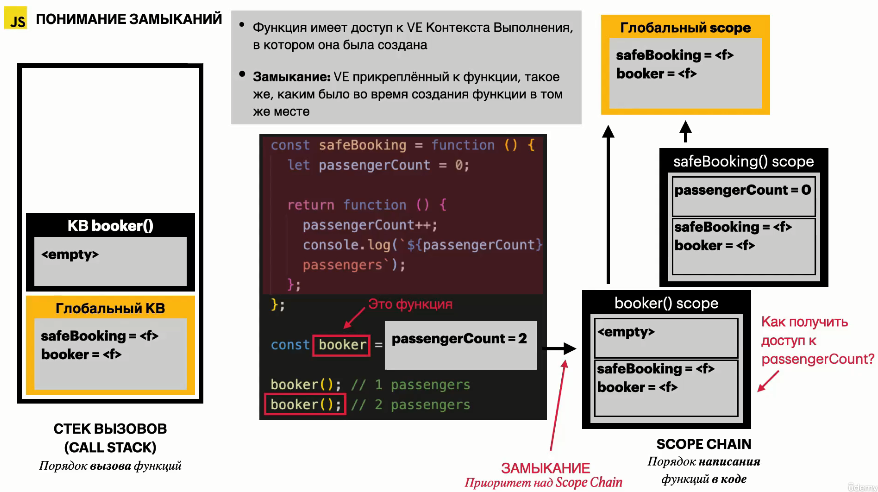 JS ПОНИМАНИЕ ЗАМЫКАНИЙ
• Функция имеет доступ к VE Контекста Выполнения,
в котором она была создана
• Замыкание: VE прикреплённый к функции, такое
же, каким было во время создания функции в том
же месте
КВ booker()
<empty>
Глобальный КВ
safeBooking = <f>
booker = <f>
СТЕК ВЫЗОВОВ
(CALL STACK)
Порядок вызова функций
const safeBooking = function () {
let passengerCount = 0;
return function () {
passengerCount++;
console.log(`${passengerCount}
passengers`);
};
};
Это функция
const booker =
passengerCount = 2
booker(); // 1 passengers
booker(); // 2 passengers
ЗАМЫКАНИЕ
Приоритет над Scope Chain
Глобальный scope
safeBooking = <f>
booker = <f>
safeBooking() scope
passengerCount = 0
safeBooking = <f>
booker = <f>
booker() scope
<empty>
safeBooking = <f>
booker = <f>
Как получить
доступ к
passengerCount?
SCOPE CHAIN
Порядок написания
функций в коде
ûdemy